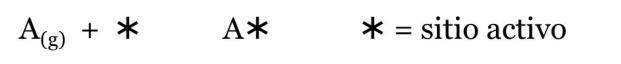 A(g) + * A* * = sitio activo